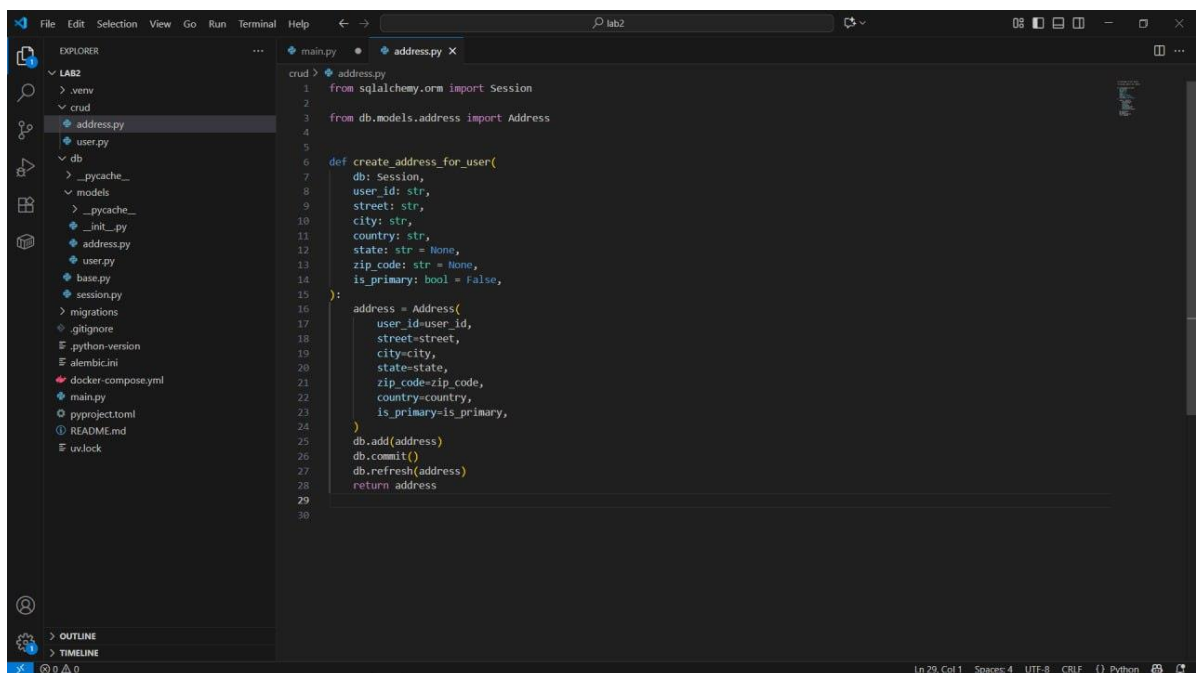 File Edit Selection View Go Run Terminal Help
lab2
EXPLORER
LAB2
.venv
crud
address.py
user.py
db
__pycache__
models
__pycache__
__init__.py
address.py
user.py
base.py
session.py
migrations
.gitignore
.python-version
alembic.ini
docker-compose.yml
main.py
pyproject.toml
README.md
uv.lock
OUTLINE
TIMELINE
main.py
address.py
crud > address.py
1 from sqlalchemy.orm import Session
2
3 from db.models.address import Address
4
5
6 def create_address_for_user(
7 db: Session,
8 user_id: str,
9 street: str,
10 city: str,
11 country: str,
12 state: str = None,
13 zip_code: str = None,
14 is_primary: bool = False,
15 ):
16 address = Address(
17 user_id=user_id,
18 street=street,
19 city=city,
20 state=state,
21 zip_code=zip_code,
22 country=country,
23 is_primary=is_primary,
24 )
25 db.add(address)
26 db.commit()
27 db.refresh(address)
28 return address
29
30
0 0 Ln 29, Col 1 Spaces: 4 UTF-8 CRLF {} Python